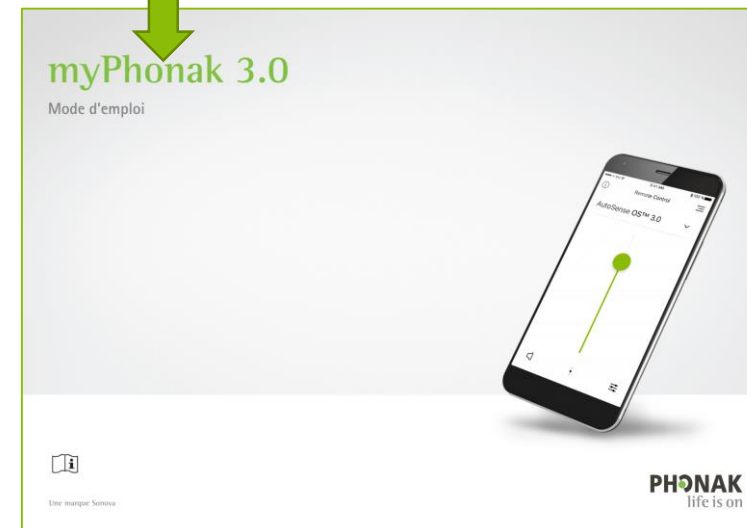 myPhonak 3.0
Mode d'emploi
Remote Control
AutoSense OS™ 3.0
Une marque Sonova
PHONAK
life is on